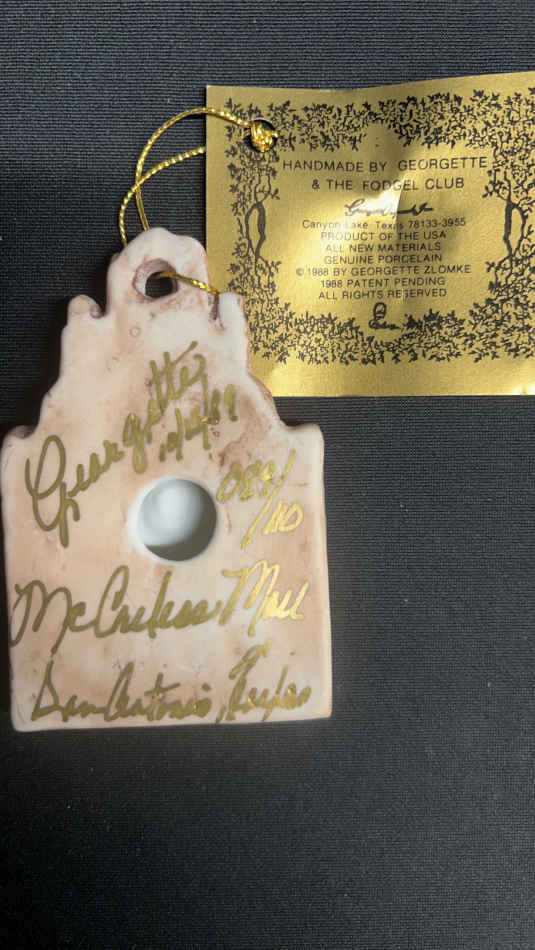 HANDMADE BY GEORGETTE
& THE FODGEL CLUB
Canyon Lake, Texas 78133-3955
PRODUCT OF THE USA
ALL NEW MATERIALS
GENUINE PORCELAIN
© 1988 BY GEORGETTE ZLOMKE
1988 PATENT PENDING
ALL RIGHTS RESERVED
Georgette
McCreless Mall
San Antonio, Texas